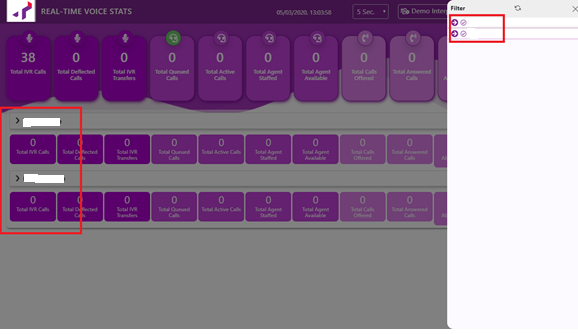 REAL-TIME VOICE STATS
05/03/2020, 13:03:58
5 Sec.
Demo Inter
Filter
38
Total IVR Calls
0
Total Deflected
Calls
0
Total IVR
Transfers
0
Total Queued
Calls
0
Total Active
Calls
0
Total Agent
Staffed
0
Total Agent
Available
0
Total Calls
Offered
0
Total Answered
Calls
0
Total IVR Calls
0
Total Deflected
Calls
0
Total IVR
Transfers
0
Total Queued
Calls
0
Total Active Calls
0
Total Agent
Staffed
0
Total Agent
Available
0
Total Calls
Offered
0
Total Answered
Calls
0
Total IVR Calls
0
Total Deflected
Calls
0
Total IVR
Transfers
0
Total Queued
Calls
0
Total Active Calls
0
Total Agent
Staffed
0
Total Agent
Available
0
Total Calls
Offered
0
Total Answered
Calls